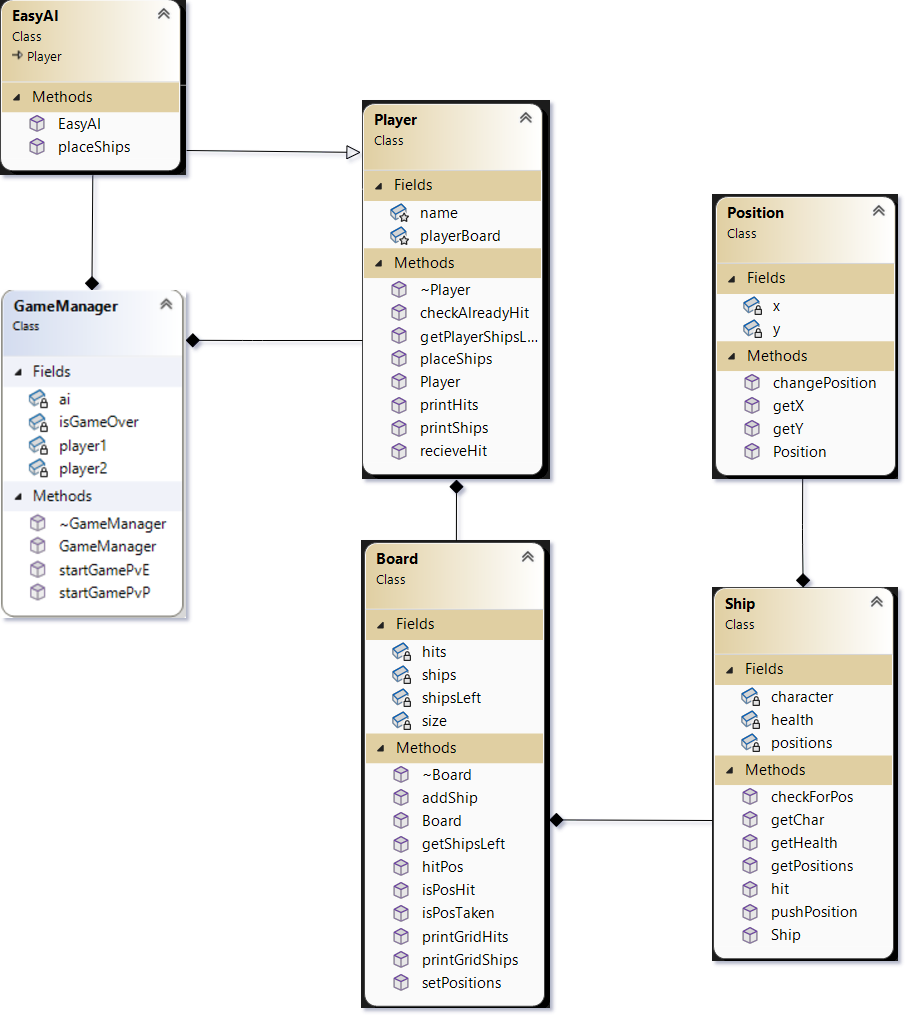 EasyAI
Class
Player
Methods
EasyAI
placeShips
Player
Class
Fields
name
playerBoard
Methods
~Player
checkAlreadyHit
getPlayerShipsL...
placeShips
Player
printHits
printShips
recieveHit
Position
Class
Fields
x
y
Methods
changePosition
getX
getY
Position
GameManager
Class
Fields
ai
isGameOver
player1
player2
Methods
~GameManager
GameManager
startGamePvE
startGamePvP
Board
Class
Fields
hits
ships
shipsLeft
size
Methods
~Board
addShip
Board
getShipsLeft
hitPos
isPosHit
isPosTaken
printGridHits
printGridShips
setPositions
Ship
Class
Fields
character
health
positions
Methods
checkForPos
getChar
getHealth
getPositions
hit
pushPosition
Ship